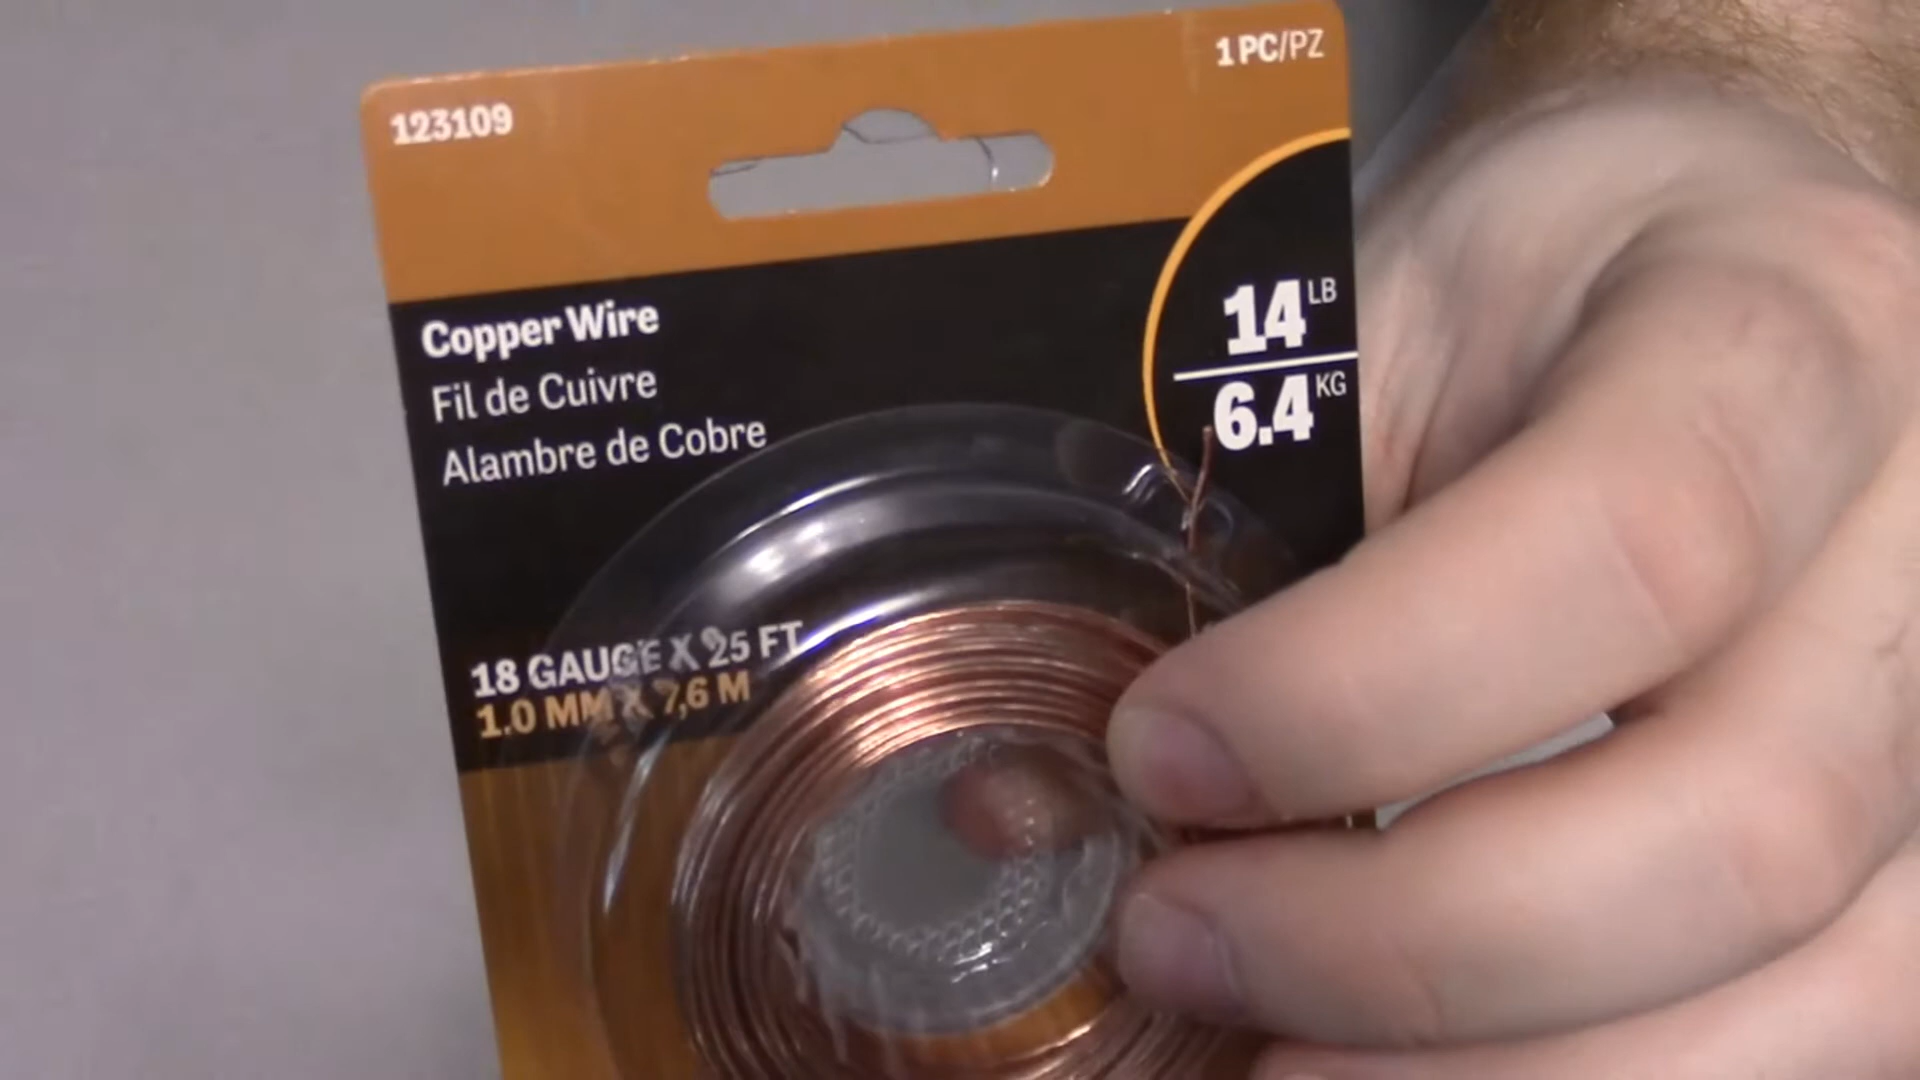 123109
1 PC/PZ
Copper Wire
Fil de Cuivre
Alambre de Cobre
14 LB
6.4 KG
18 GAUGE X 25 FT
1.0 MM X 7,6 M